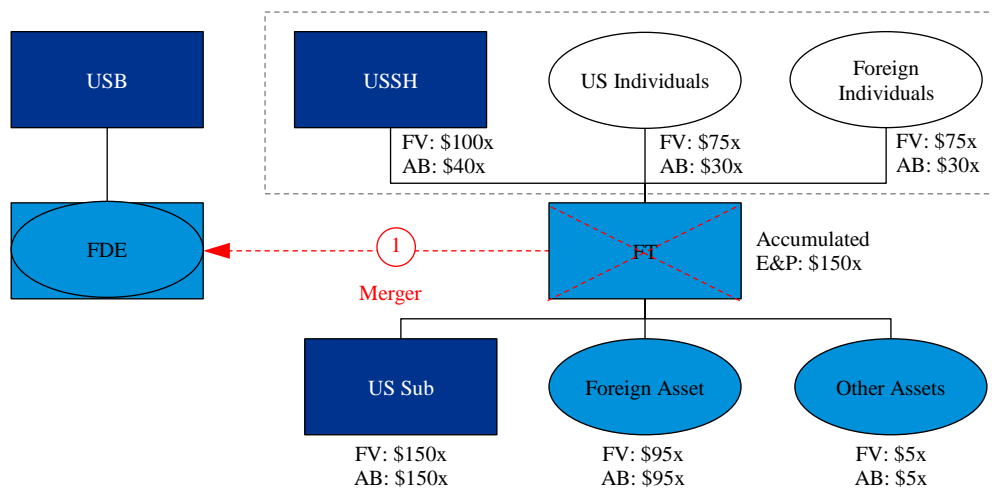 USB
USSH
US Individuals
Foreign
Individuals
FV: $100x
AB: $40x
FV: $75x
AB: $30x
FV: $75x
AB: $30x
FDE
1
Merger
FT
Accumulated
E&P: $150x
US Sub
Foreign Asset
Other Assets
FV: $150x
AB: $150x
FV: $95x
AB: $95x
FV: $5x
AB: $5x